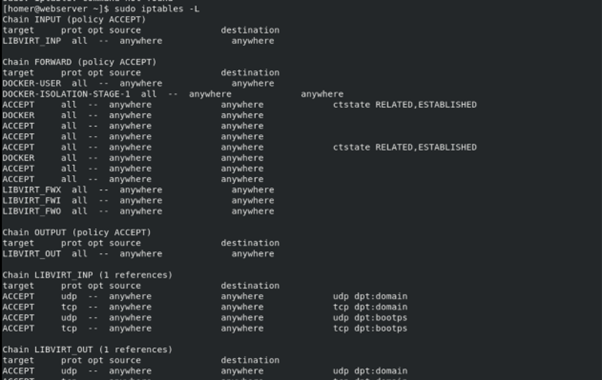 [homer@webserver ~]$ sudo iptables -L
Chain INPUT (policy ACCEPT)
target     prot opt source               destination
LIBVIRT_INP  all  --  anywhere             anywhere

Chain FORWARD (policy ACCEPT)
target     prot opt source               destination
DOCKER-USER  all  --  anywhere             anywhere
DOCKER-ISOLATION-STAGE-1  all  --  anywhere             anywhere
ACCEPT     all  --  anywhere             anywhere             ctstate RELATED,ESTABLISHED
DOCKER     all  --  anywhere             anywhere
ACCEPT     all  --  anywhere             anywhere
ACCEPT     all  --  anywhere             anywhere
ACCEPT     all  --  anywhere             anywhere             ctstate RELATED,ESTABLISHED
DOCKER     all  --  anywhere             anywhere
ACCEPT     all  --  anywhere             anywhere
ACCEPT     all  --  anywhere             anywhere
LIBVIRT_FWX  all  --  anywhere             anywhere
LIBVIRT_FWI  all  --  anywhere             anywhere
LIBVIRT_FWO  all  --  anywhere             anywhere

Chain OUTPUT (policy ACCEPT)
target     prot opt source               destination
LIBVIRT_OUT  all  --  anywhere             anywhere

Chain LIBVIRT_INP (1 references)
target     prot opt source               destination
ACCEPT     udp  --  anywhere             anywhere             udp dpt:domain
ACCEPT     tcp  --  anywhere             anywhere             tcp dpt:domain
ACCEPT     udp  --  anywhere             anywhere             udp dpt:bootps
ACCEPT     tcp  --  anywhere             anywhere             tcp dpt:bootps

Chain LIBVIRT_OUT (1 references)
target     prot opt source               destination
ACCEPT     udp  --  anywhere             anywhere             udp dpt:domain